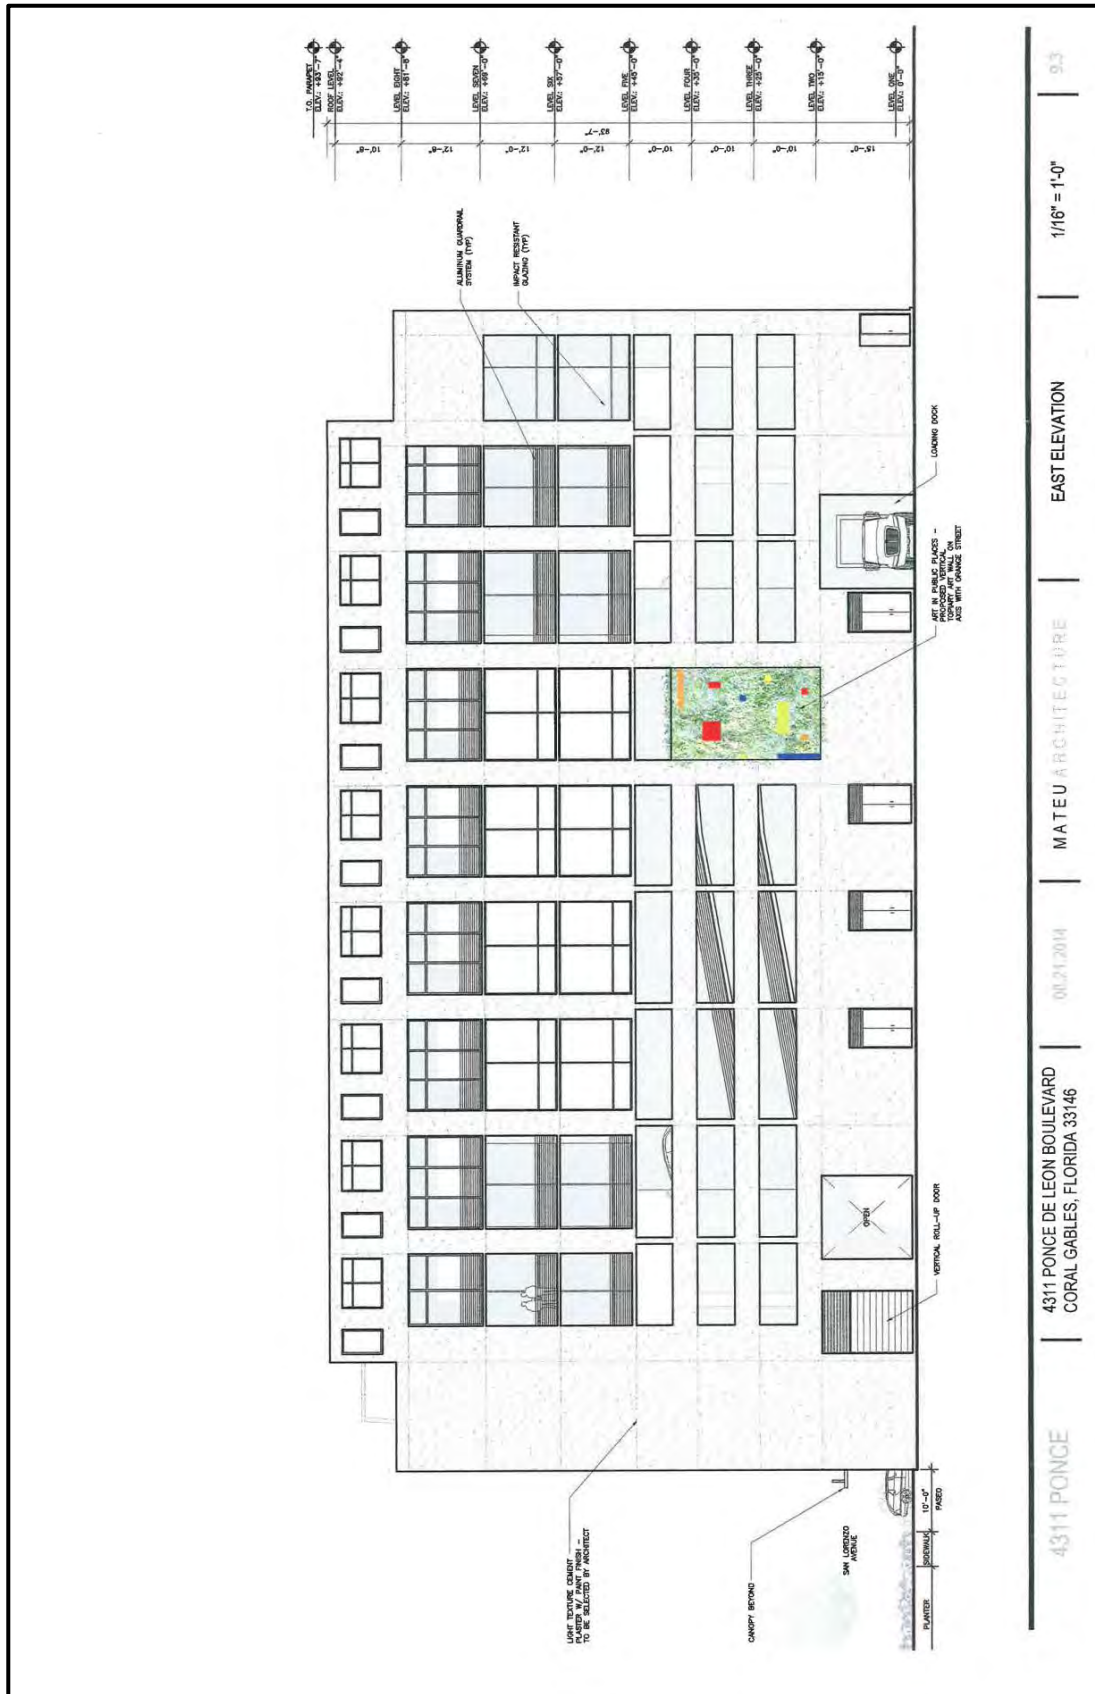 T.O. PARAPET
ELEV.: +93'-7"
ROOF LEVEL
ELEV.: +92'-4"
LEVEL EIGHT
ELEV.: +81'-8"
LEVEL SEVEN
ELEV.: +69'-0"
LEVEL SIX
ELEV.: +57'-0"
LEVEL FIVE
ELEV.: +45'-0"
LEVEL FOUR
ELEV.: +35'-0"
LEVEL THREE
ELEV.: +25'-0"
LEVEL TWO
ELEV.: +15'-0"
LEVEL ONE
ELEV.: 0'-0"
93'-7"
10'-8"
12'-8"
12'-0"
12'-0"
10'-0"
10'-0"
10'-0"
15'-0"
ALUMINUM GUARDRAIL
SYSTEM (TYP)
IMPACT RESISTANT
GLAZING (TYP)
LOADING DOCK
ART IN PUBLIC PLACES -
PROPOSED VERTICAL
TOPIARY ART WALL ON
AXIS WITH ORANGE STREET
OPEN
VERTICAL ROLL-UP DOOR
LIGHT TEXTURE CEMENT
PLASTER W/ PAINT FINISH -
TO BE SELECTED BY ARCHITECT
CANOPY BEYOND
SAN LORENZO
AVENUE
PLANTER
SIDEWALK
10'-0"
PASEO
4311 PONCE
4311 PONCE DE LEON BOULEVARD
CORAL GABLES, FLORIDA 33146
MATEU ARCHITECTURE
EAST ELEVATION
1/16" = 1'-0"
9.3